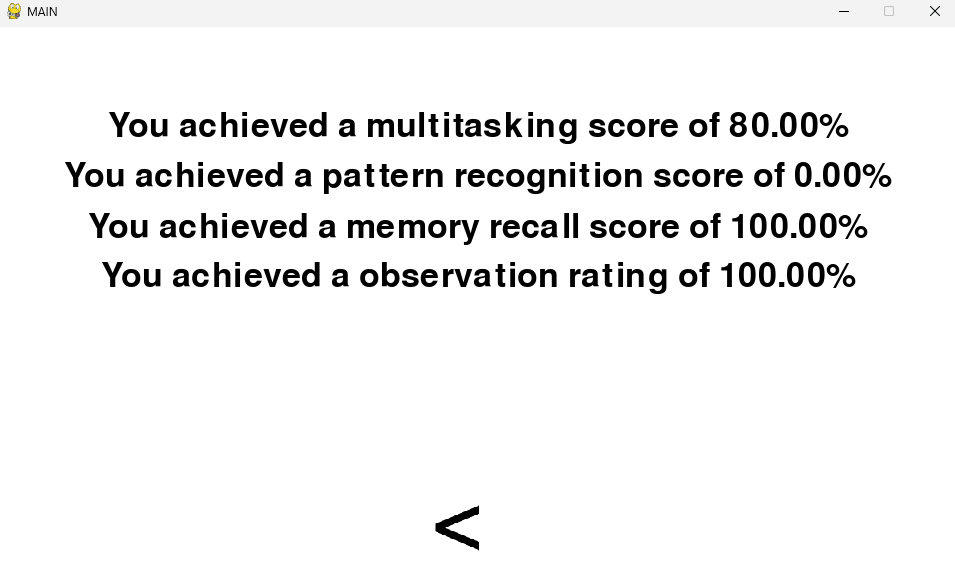 MAIN
You achieved a multitasking score of 80.00%
You achieved a pattern recognition score of 0.00%
You achieved a memory recall score of 100.00%
You achieved a observation rating of 100.00%
<